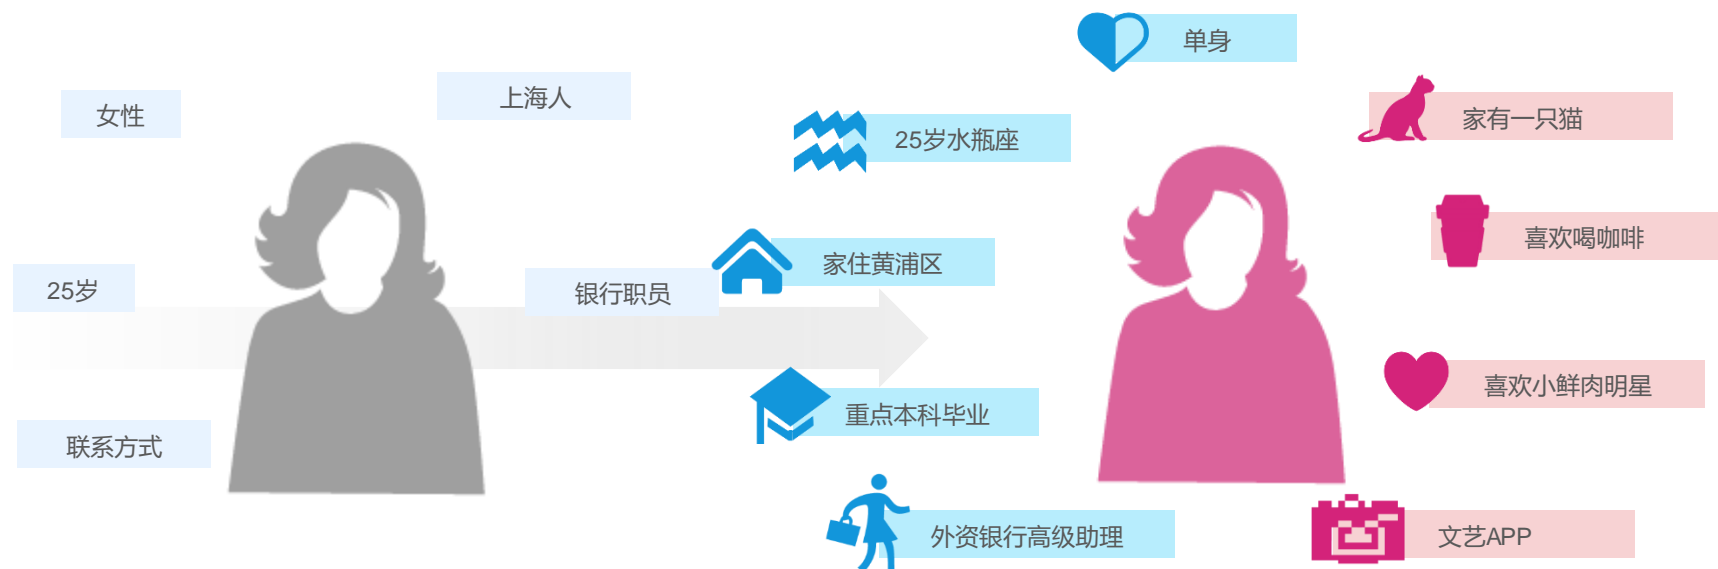 女性
上海人
25岁
银行职员
联系方式
单身
25岁水瓶座
家住黄浦区
重点本科毕业
外资银行高级助理
家有一只猫
喜欢喝咖啡
喜欢小鲜肉明星
文艺APP